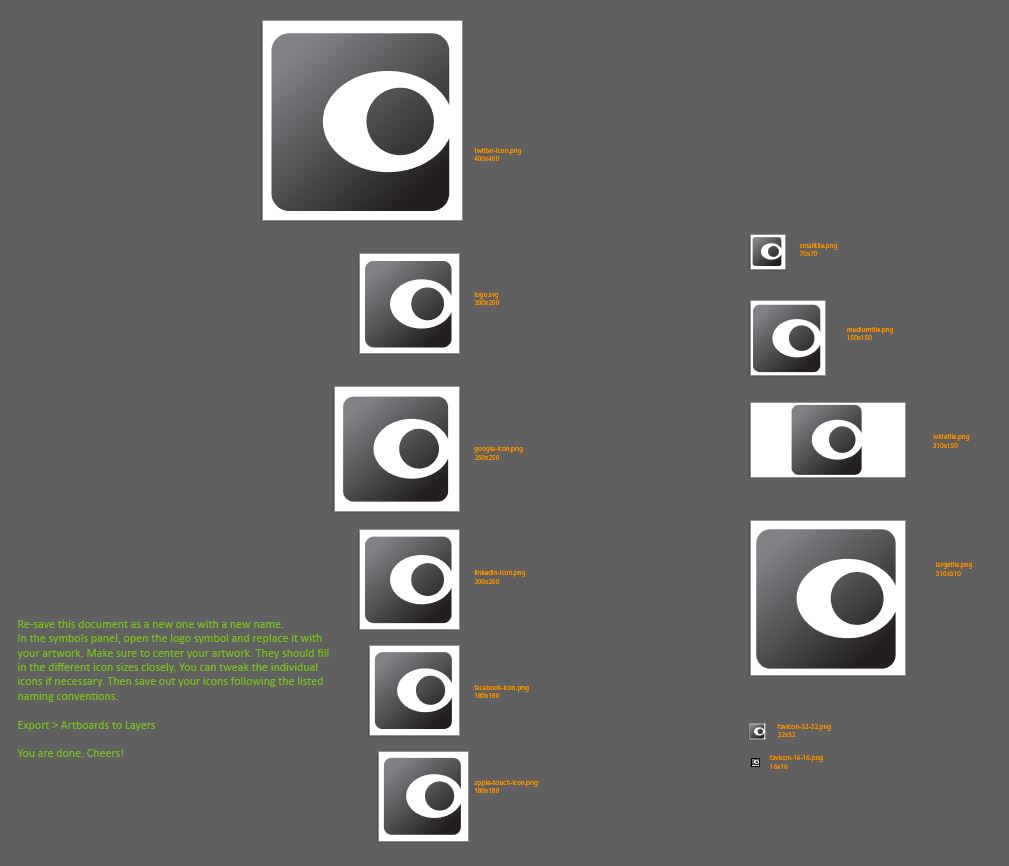 twitter-icon.png
400x400
smalltile.png
70x70
logo.svg
200x200
mediumtile.png
150x150
google-icon.png
250x250
widetile.png
310x150
linkedin-icon.png
200x200
largetile.png
310x310
Re-save this document as a new one with a new name.
In the symbols panel, open the logo symbol and replace it with
your artwork. Make sure to center your artwork. They should fill
in the different icon sizes closely. You can tweak the individual
icons if necessary. Then save out your icons following the listed
naming conventions.
Export > Artboards to Layers
You are done. Cheers!
facebook-icon.png
180x180
favicon-32-32.png
32x32
favicon-16-16.png
16x16
apple-touch-icon.png
180x180